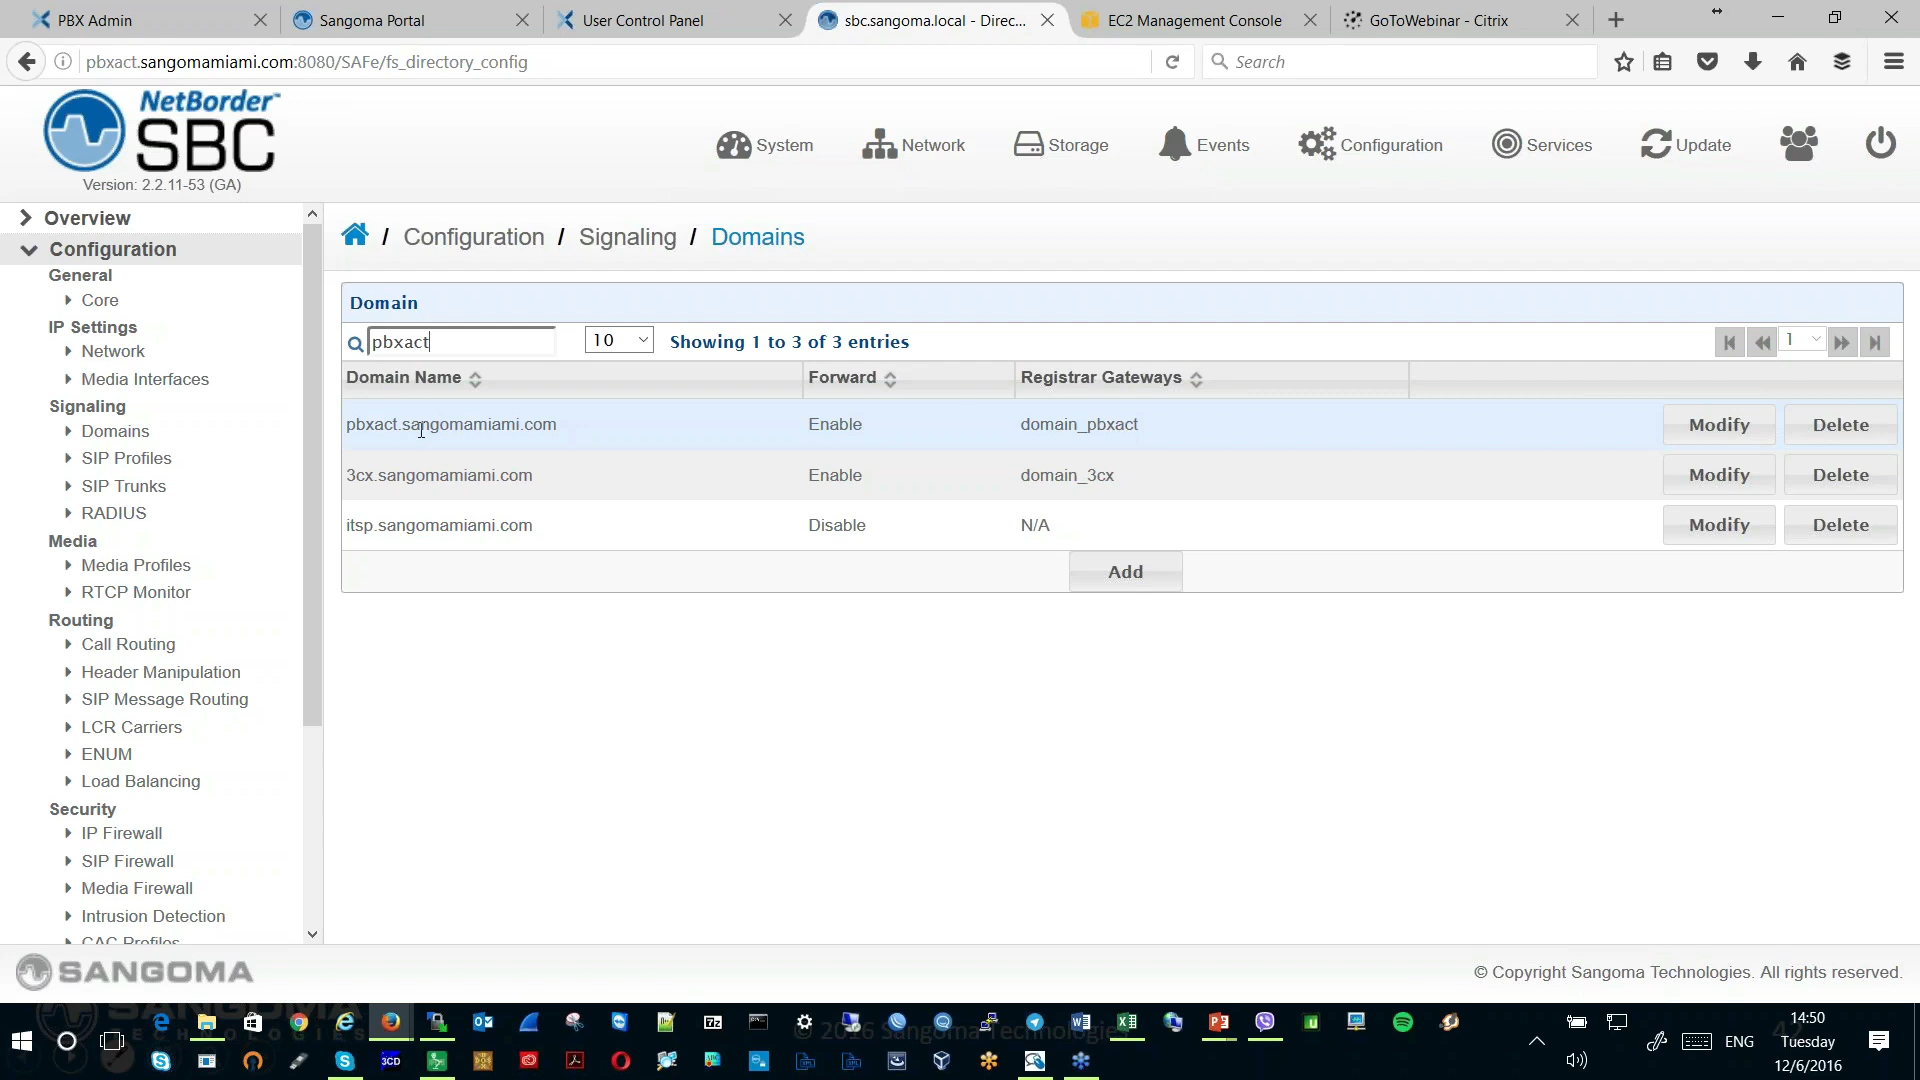 PBX Admin
Sangoma Portal
User Control Panel
sbc.sangoma.local - Direc...
EC2 Management Console
GoToWebinar - Citrix
pbxact.sangomamiami.com:8080/SAFe/fs_directory_config
Search
NetBorder™
SBC
Version: 2.2.11-53 (GA)
System
Network
Storage
Events
Configuration
Services
Update
Overview
Configuration
General
Core
IP Settings
Network
Media Interfaces
Signaling
Domains
SIP Profiles
SIP Trunks
RADIUS
Media
Media Profiles
RTCP Monitor
Routing
Call Routing
Header Manipulation
SIP Message Routing
LCR Carriers
ENUM
Load Balancing
Security
IP Firewall
SIP Firewall
Media Firewall
Intrusion Detection
CAC Profiles
/ Configuration / Signaling / Domains
Domain
pbxact
10
Showing 1 to 3 of 3 entries
1
Domain Name Forward Registrar Gateways
pbxact.sangomamiami.com Enable domain_pbxact Modify Delete
3cx.sangomamiami.com Enable domain_3cx Modify Delete
itsp.sangomamiami.com Disable N/A Modify Delete
Add
SANGOMA
© Copyright Sangoma Technologies. All rights reserved.
© 2016 Sangoma Technologies
ENG
14:50
Tuesday
12/6/2016